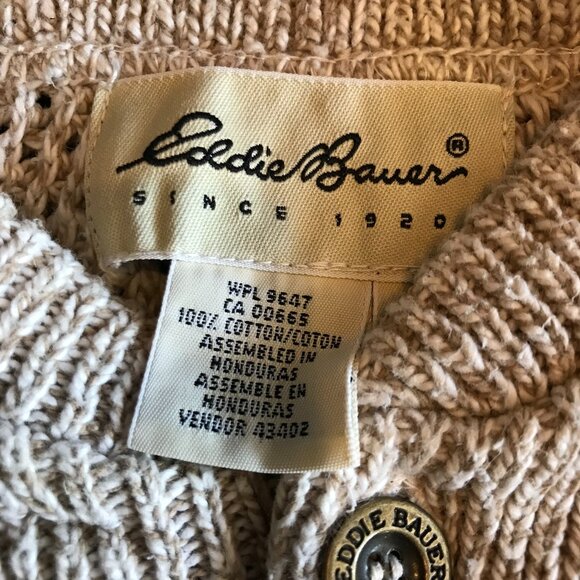 Eddie Bauer®
SINCE 1920
WPL 9647
CA 00665
100% COTTON/COTON
ASSEMBLED IN
HONDURAS
ASSEMBLE EN
HONDURAS
VENDOR 43402
EDDIE BAUER